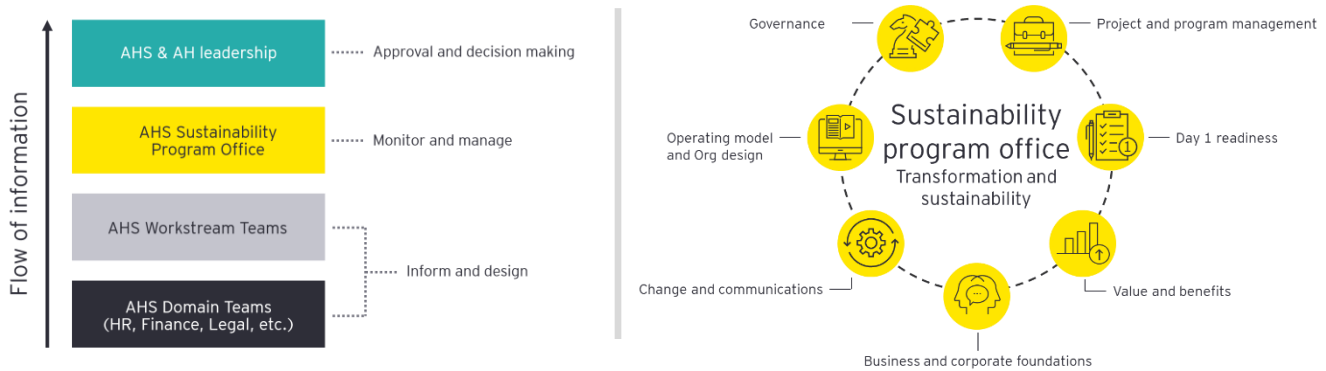 Flow of information
AHS & AH leadership
Approval and decision making
AHS Sustainability
Program Office
Monitor and manage
AHS Workstream Teams
Inform and design
AHS Domain Teams
(HR, Finance, Legal, etc.)
Governance
Project and program management
Operating model
and Org design
Sustainability
program office
Transformation and
sustainability
1
Day 1 readiness
Change and communications
Value and benefits
Business and corporate foundations